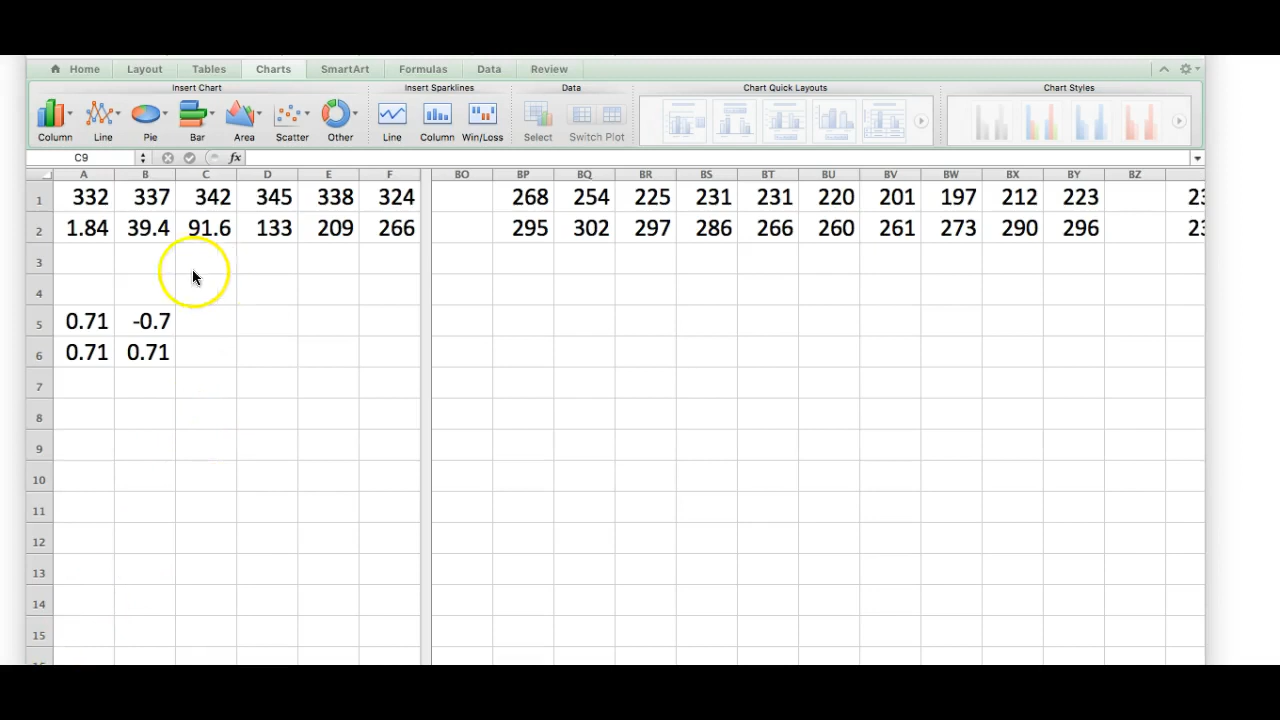 Home Layout Tables Charts SmartArt Formulas Data Review
Insert Chart Insert Sparklines Data Chart Quick Layouts Chart Styles
Column Line Pie Bar Area Scatter Other Line Column Win/Loss Select Switch Plot
C9 fx
A B C D E F BO BP BQ BR BS BT BU BV BW BX BY BZ
1 332 337 342 345 338 324 268 254 225 231 231 220 201 197 212 223
2 1.84 39.4 91.6 133 209 266 295 302 297 286 266 260 261 273 290 296
3
4
5 0.71 -0.7
6 0.71 0.71
7
8
9
10
11
12
13
14
15